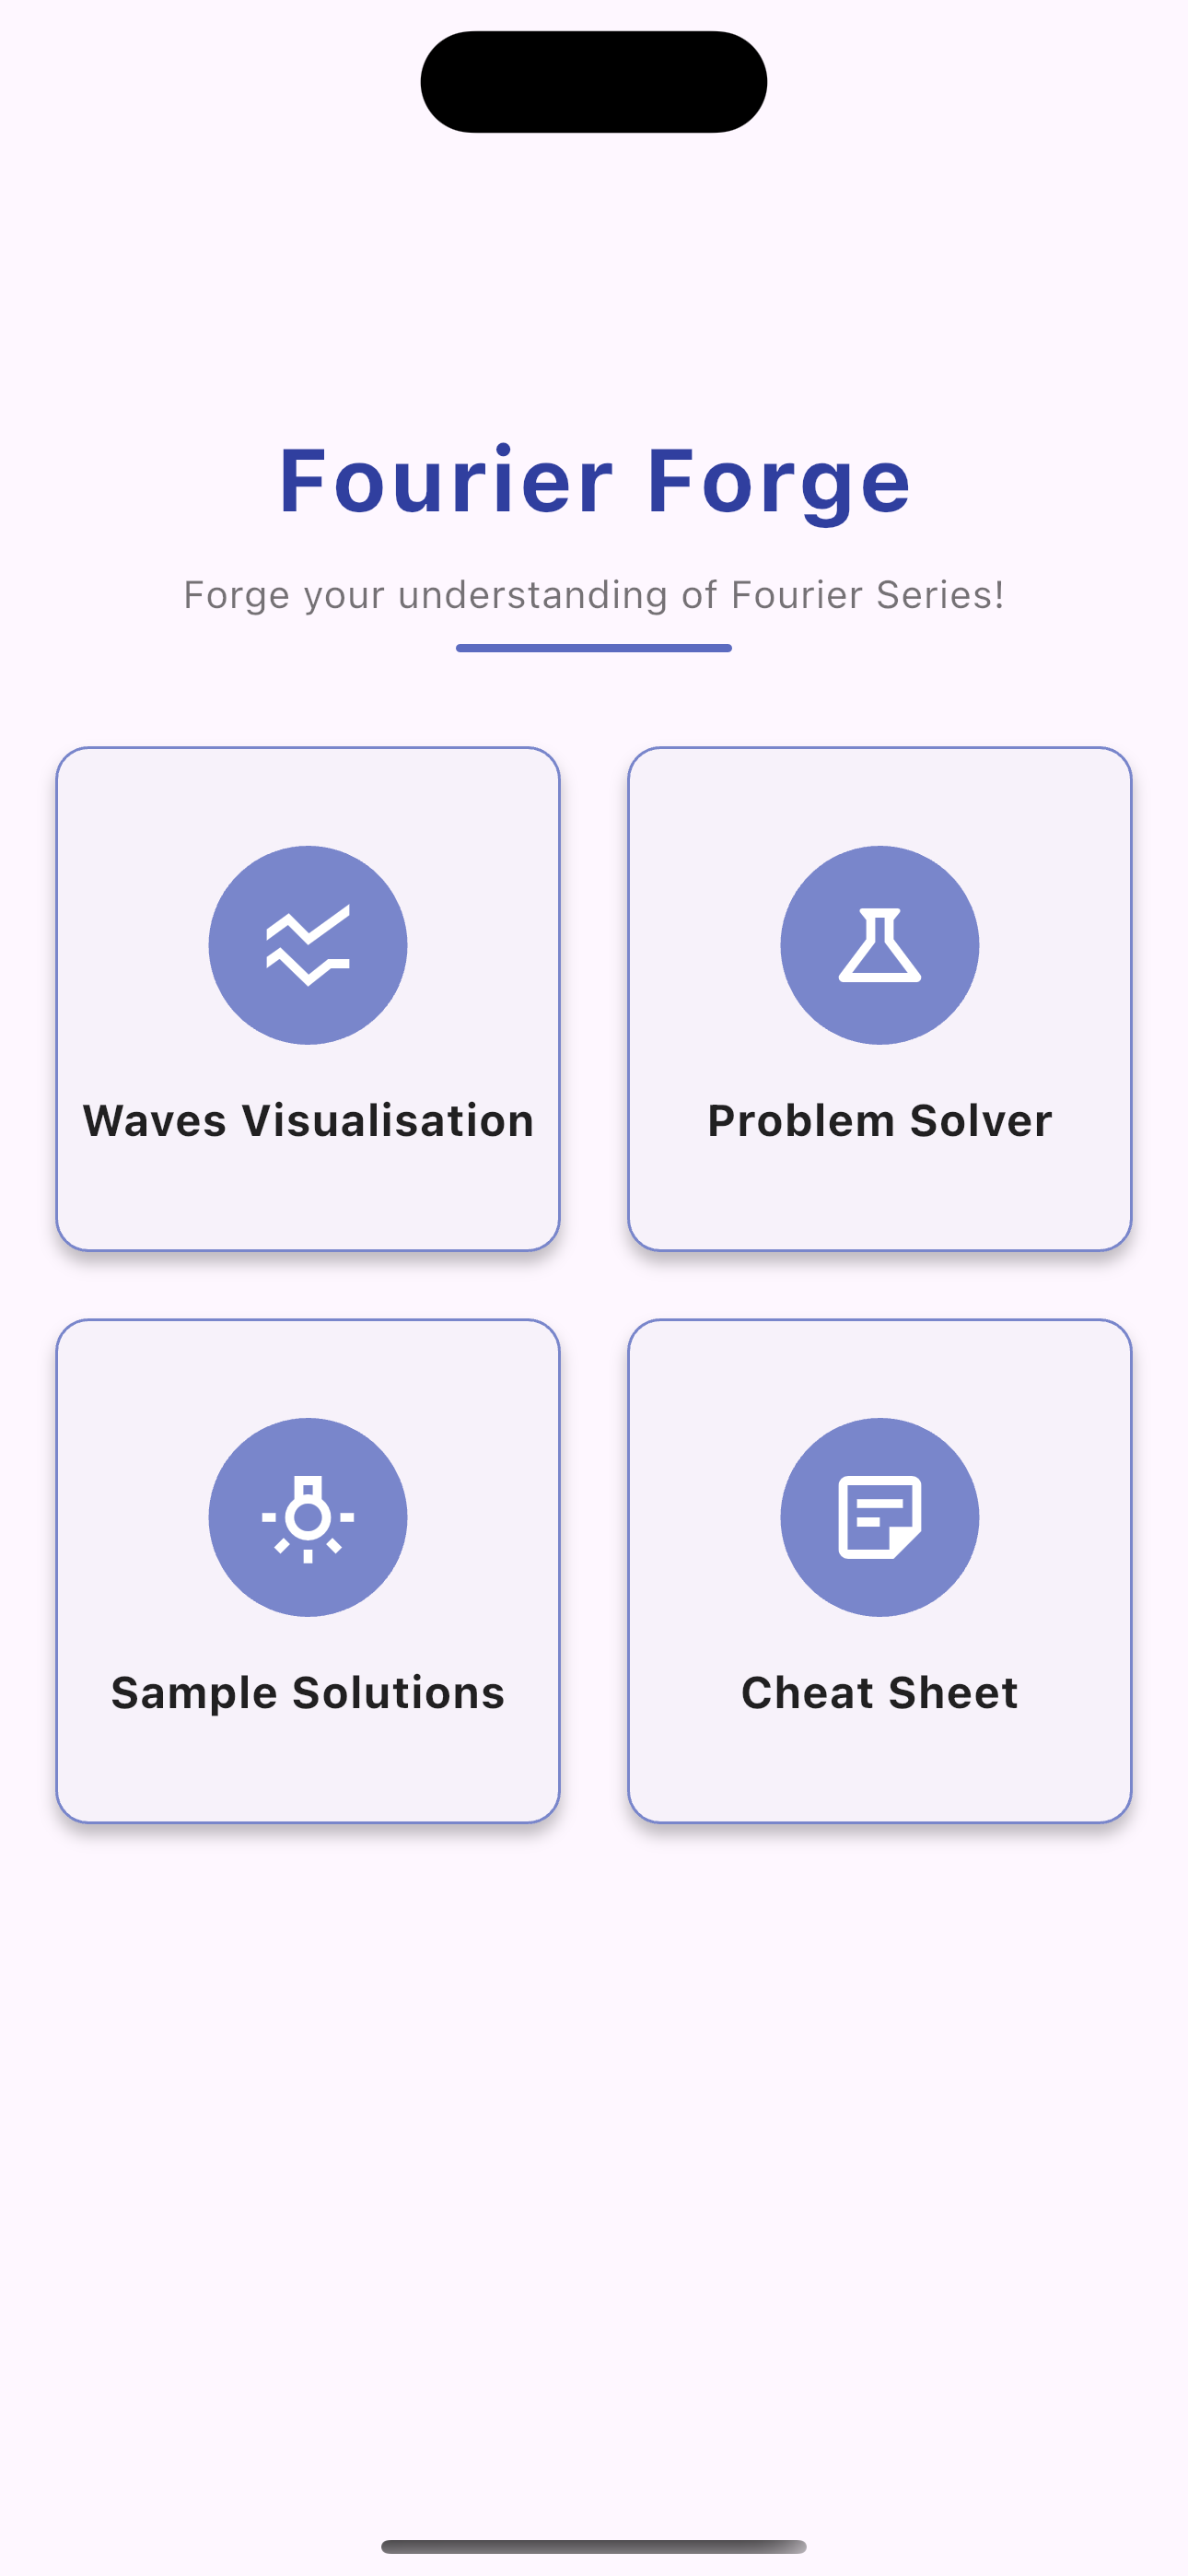 Fourier Forge
Forge your understanding of Fourier Series!
Waves Visualisation
Problem Solver
Sample Solutions
Cheat Sheet